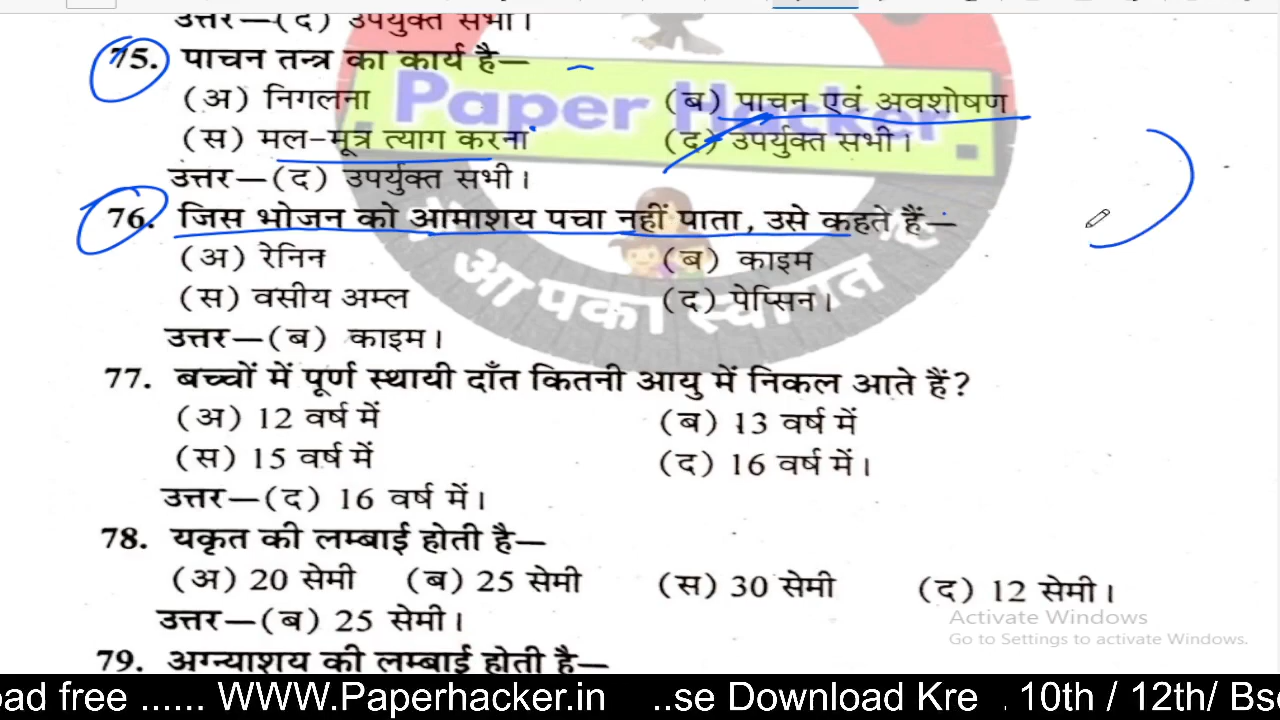 उत्तर—(द) उपर्युक्त सभी।
75. पाचन तन्त्र का कार्य है—
(अ) निगलना (ब) पाचन एवं अवशोषण
(स) मल-मूत्र त्याग करना (द) उपर्युक्त सभी।
उत्तर—(द) उपर्युक्त सभी।
76. जिस भोजन को आमाशय पचा नहीं पाता, उसे कहते हैं—
(अ) रेनिन (ब) काइम
(स) वसीय अम्ल (द) पेप्सिन।
उत्तर—(ब) काइम।
77. बच्चों में पूर्ण स्थायी दाँत कितनी आयु में निकल आते हैं?
(अ) 12 वर्ष में (ब) 13 वर्ष में
(स) 15 वर्ष में (द) 16 वर्ष में।
उत्तर—(द) 16 वर्ष में।
78. यकृत की लम्बाई होती है—
(अ) 20 सेमी (ब) 25 सेमी (स) 30 सेमी (द) 12 सेमी।
उत्तर—(ब) 25 सेमी।
79. अग्न्याशय की लम्बाई होती है—
Paper Hacker
आपका स्वागत है
Activate Windows
Go to Settings to activate Windows.
oad free ...... WWW.Paperhacker.in ..se Download Kre . 10th / 12th/ Bs